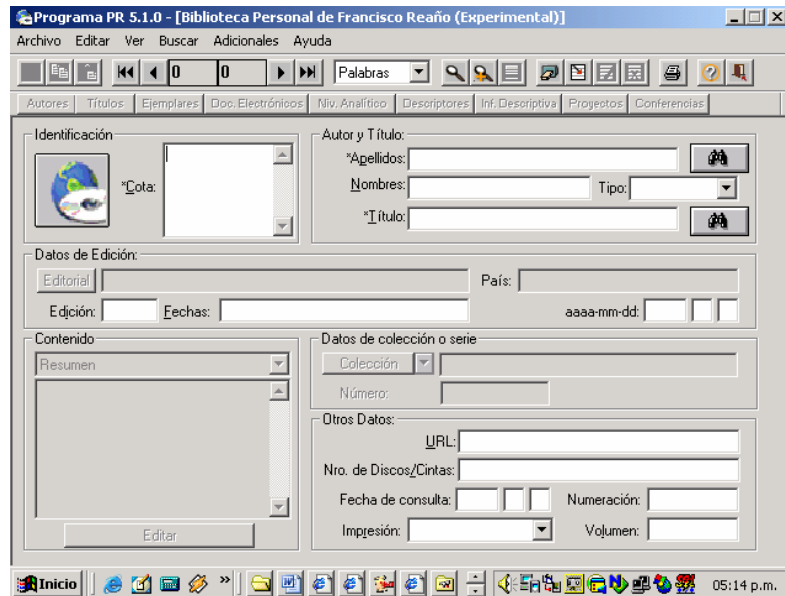 Programa PR 5.1.0 - [Biblioteca Personal de Francisco Reaño (Experimental)]
Archivo Editar Ver Buscar Adicionales Ayuda
0 0 Palabras
Autores Títulos Ejemplares Doc. Electrónicos Niv. Analítico Descriptores Inf. Descriptiva Proyectos Conferencias
Identificación
*Cota:
Autor y Título:
*Apellidos:
Nombres: Tipo:
*Título:
Datos de Edición:
Editorial País:
Edición: Fechas: aaaa-mm-dd:
Contenido
Resumen
Editar
Datos de colección o serie
Colección
Número:
Otros Datos:
URL:
Nro. de Discos/Cintas:
Fecha de consulta: Numeración:
Impresión: Volumen:
Inicio » 05:14 p.m.